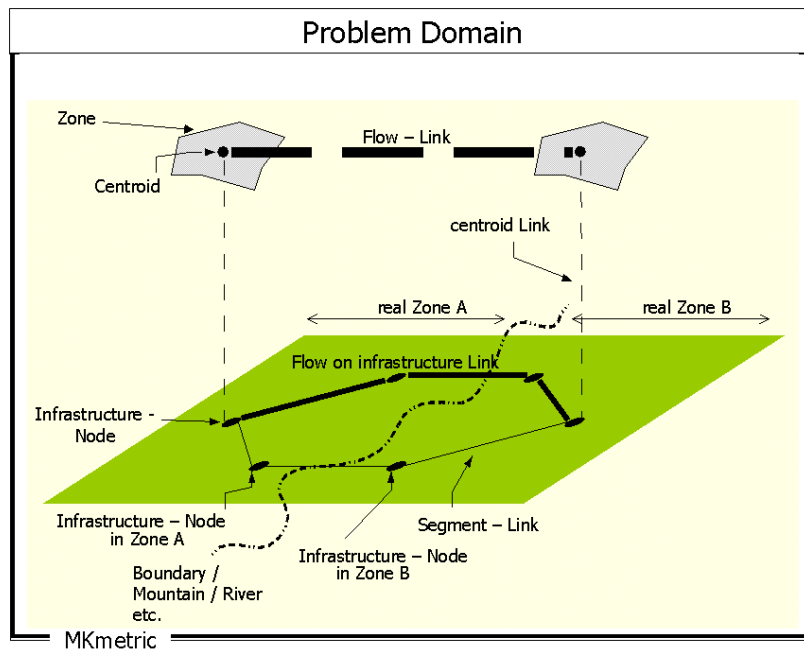 Problem Domain
Zone
Flow – Link
Centroid
centroid Link
real Zone A
real Zone B
Flow on infrastructure Link
Infrastructure -
Node
Infrastructure – Node
in Zone A
Segment – Link
Infrastructure – Node
in Zone B
Boundary /
Mountain / River
etc.
MKmetric